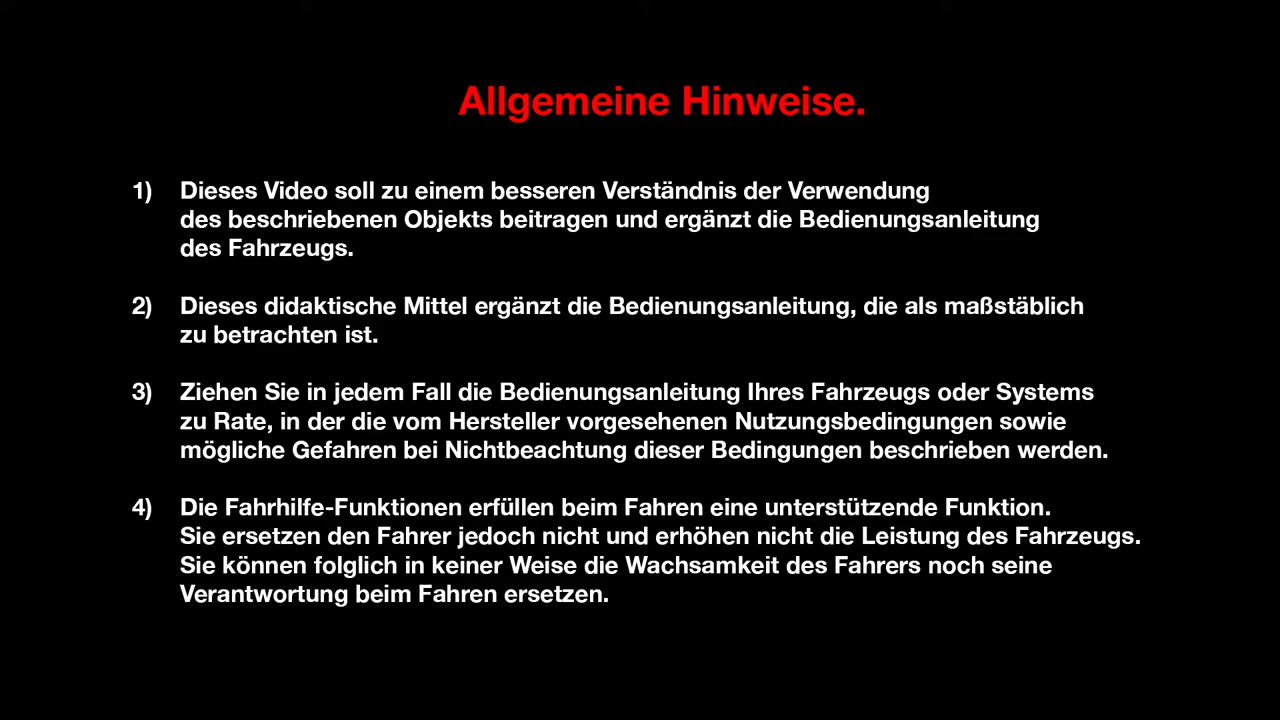 Allgemeine Hinweise.
1) Dieses Video soll zu einem besseren Verständnis der Verwendung
des beschriebenen Objekts beitragen und ergänzt die Bedienungsanleitung
des Fahrzeugs.
2) Dieses didaktische Mittel ergänzt die Bedienungsanleitung, die als maßstäblich
zu betrachten ist.
3) Ziehen Sie in jedem Fall die Bedienungsanleitung Ihres Fahrzeugs oder Systems
zu Rate, in der die vom Hersteller vorgesehenen Nutzungsbedingungen sowie
mögliche Gefahren bei Nichtbeachtung dieser Bedingungen beschrieben werden.
4) Die Fahrhilfe-Funktionen erfüllen beim Fahren eine unterstützende Funktion.
Sie ersetzen den Fahrer jedoch nicht und erhöhen nicht die Leistung des Fahrzeugs.
Sie können folglich in keiner Weise die Wachsamkeit des Fahrers noch seine
Verantwortung beim Fahren ersetzen.